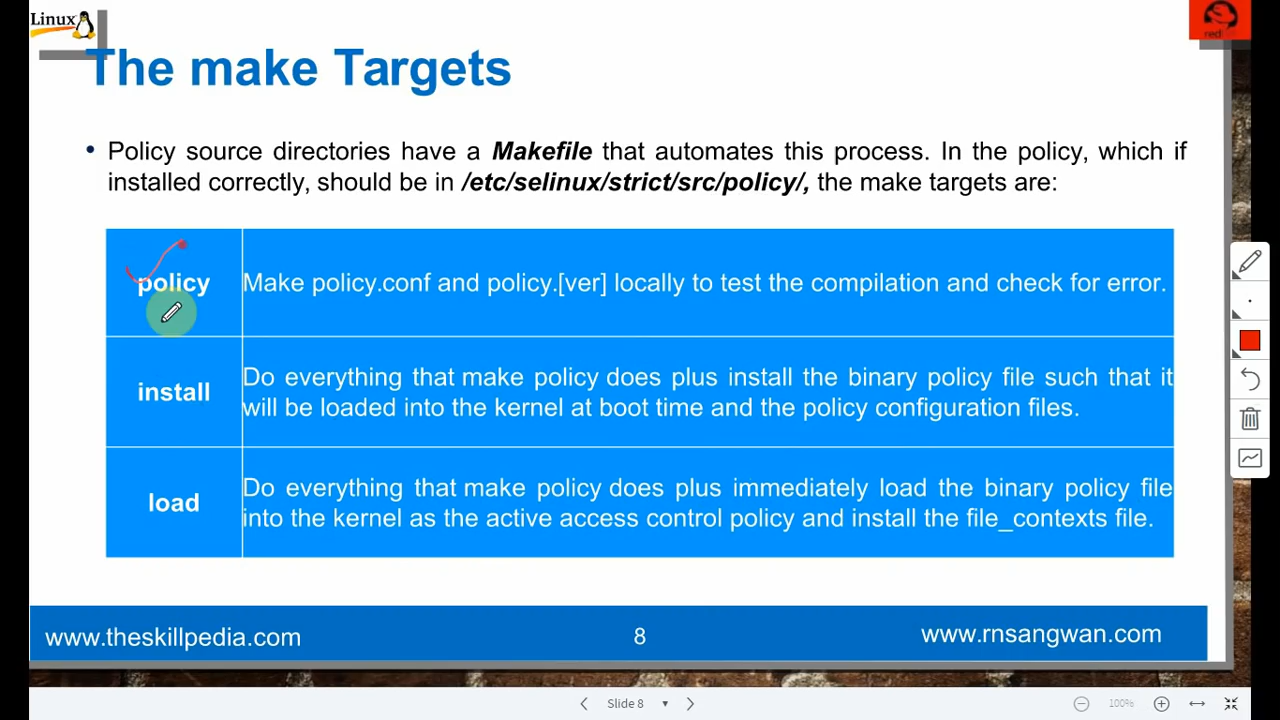 Linux
red
The make Targets
• Policy source directories have a Makefile that automates this process. In the policy, which if
installed correctly, should be in /etc/selinux/strict/src/policy/, the make targets are:
policy
Make policy.conf and policy.[ver] locally to test the compilation and check for error.
install
Do everything that make policy does plus install the binary policy file such that it
will be loaded into the kernel at boot time and the policy configuration files.
load
Do everything that make policy does plus immediately load the binary policy file
into the kernel as the active access control policy and install the file_contexts file.
www.theskillpedia.com
8
www.rnsangwan.com
Slide 8
100%